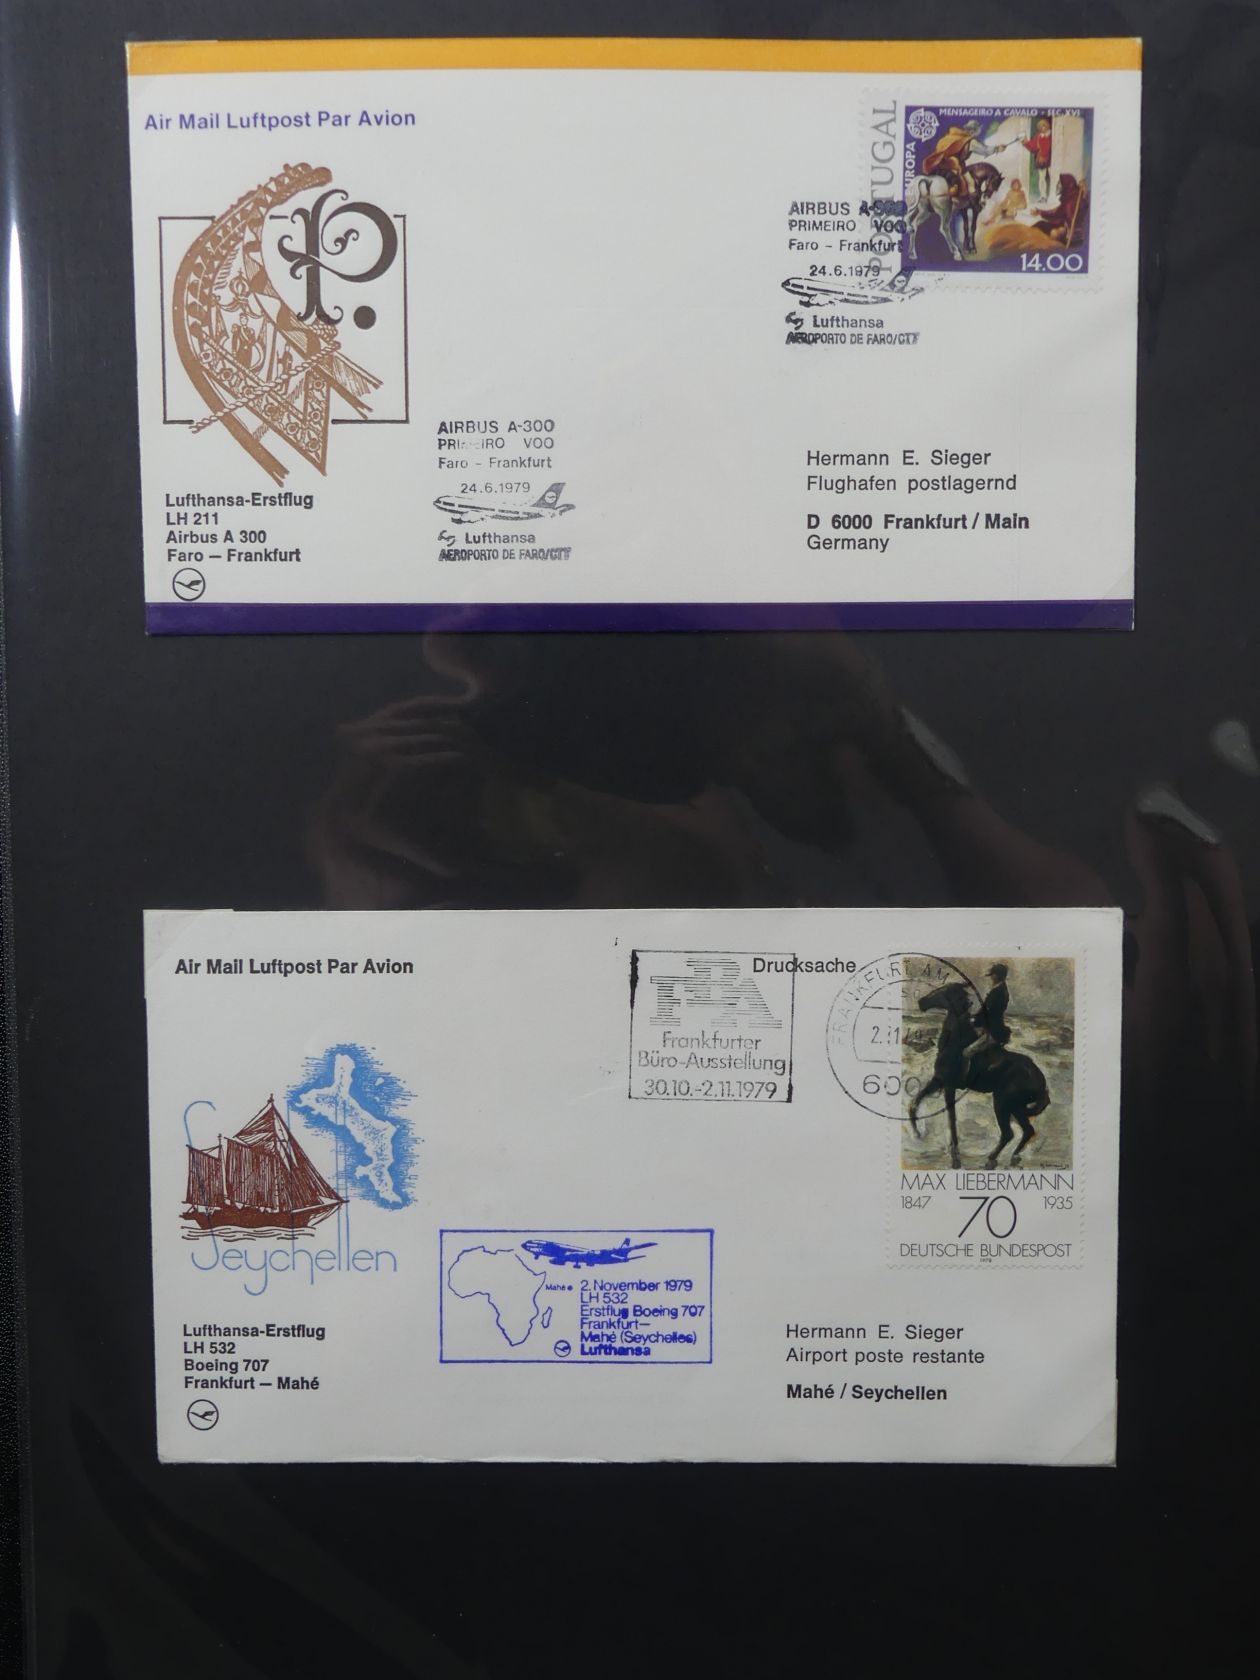 Air Mail Luftpost Par Avion
P.
PORTUGAL
EUROPA
MENSAGEIRO A CAVALO · SEC. XVI
14.00
AIRBUS
PRIMEIRO VOO
Faro - Frankfurt
24.6.1979
Lufthansa
AEROPORTO DE FARO/CTT
AIRBUS A-300
VOO
Faro - Frankfurt
24.6.1979
Lufthansa
AEROPORTO DE FARO/CTT
Lufthansa-Erstflug
LH 211
Airbus A 300
Faro – Frankfurt
Hermann E. Sieger
Flughafen postlagernd
D 6000 Frankfurt / Main
Germany
Air Mail Luftpost Par Avion
Drucksache
Frankfurter
Büro-Ausstellung
30.10.-2.11.1979
FRANKFURT AM
MAX LIEBERMANN
1847 70 1935
DEUTSCHE BUNDESPOST
1978
Seychellen
Mahé
2. November 1979
LH 532
Erstflug Boeing 707
Frankfurt—
Mahé (Seychelles)
Lufthansa
Lufthansa-Erstflug
LH 532
Boeing 707
Frankfurt – Mahé
Hermann E. Sieger
Airport poste restante
Mahé / Seychellen